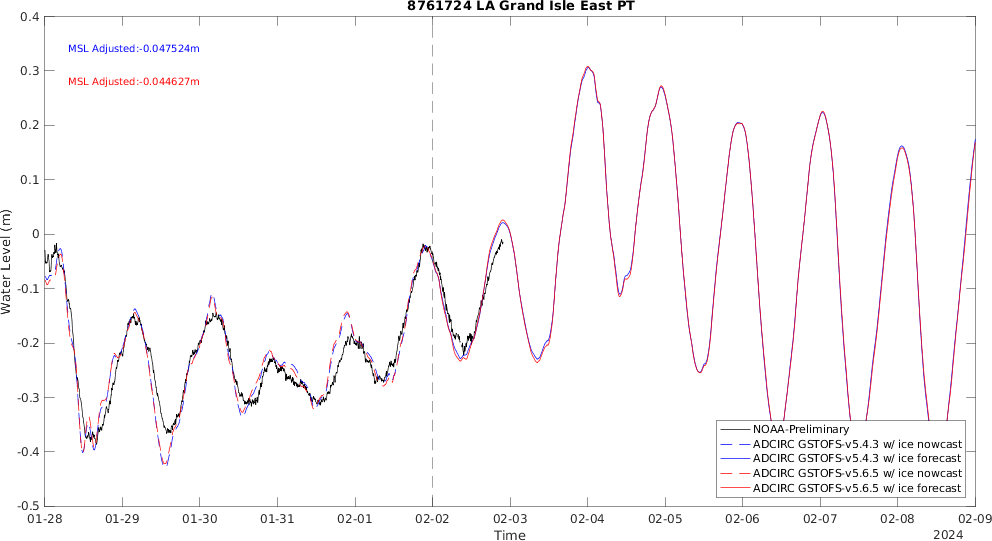 8761724 LA Grand Isle East PT
MSL Adjusted:-0.047524m
MSL Adjusted:-0.044627m
Water Level (m)
0.4
0.3
0.2
0.1
0
-0.1
-0.2
-0.3
-0.4
-0.5
NOAA-Preliminary
ADCIRC GSTOFS-v5.4.3 w/ ice nowcast
ADCIRC GSTOFS-v5.4.3 w/ ice forecast
ADCIRC GSTOFS-v5.6.5 w/ ice nowcast
ADCIRC GSTOFS-v5.6.5 w/ ice forecast
01-28 01-29 01-30 01-31 02-01 02-02 02-03 02-04 02-05 02-06 02-07 02-08 02-09
Time
2024